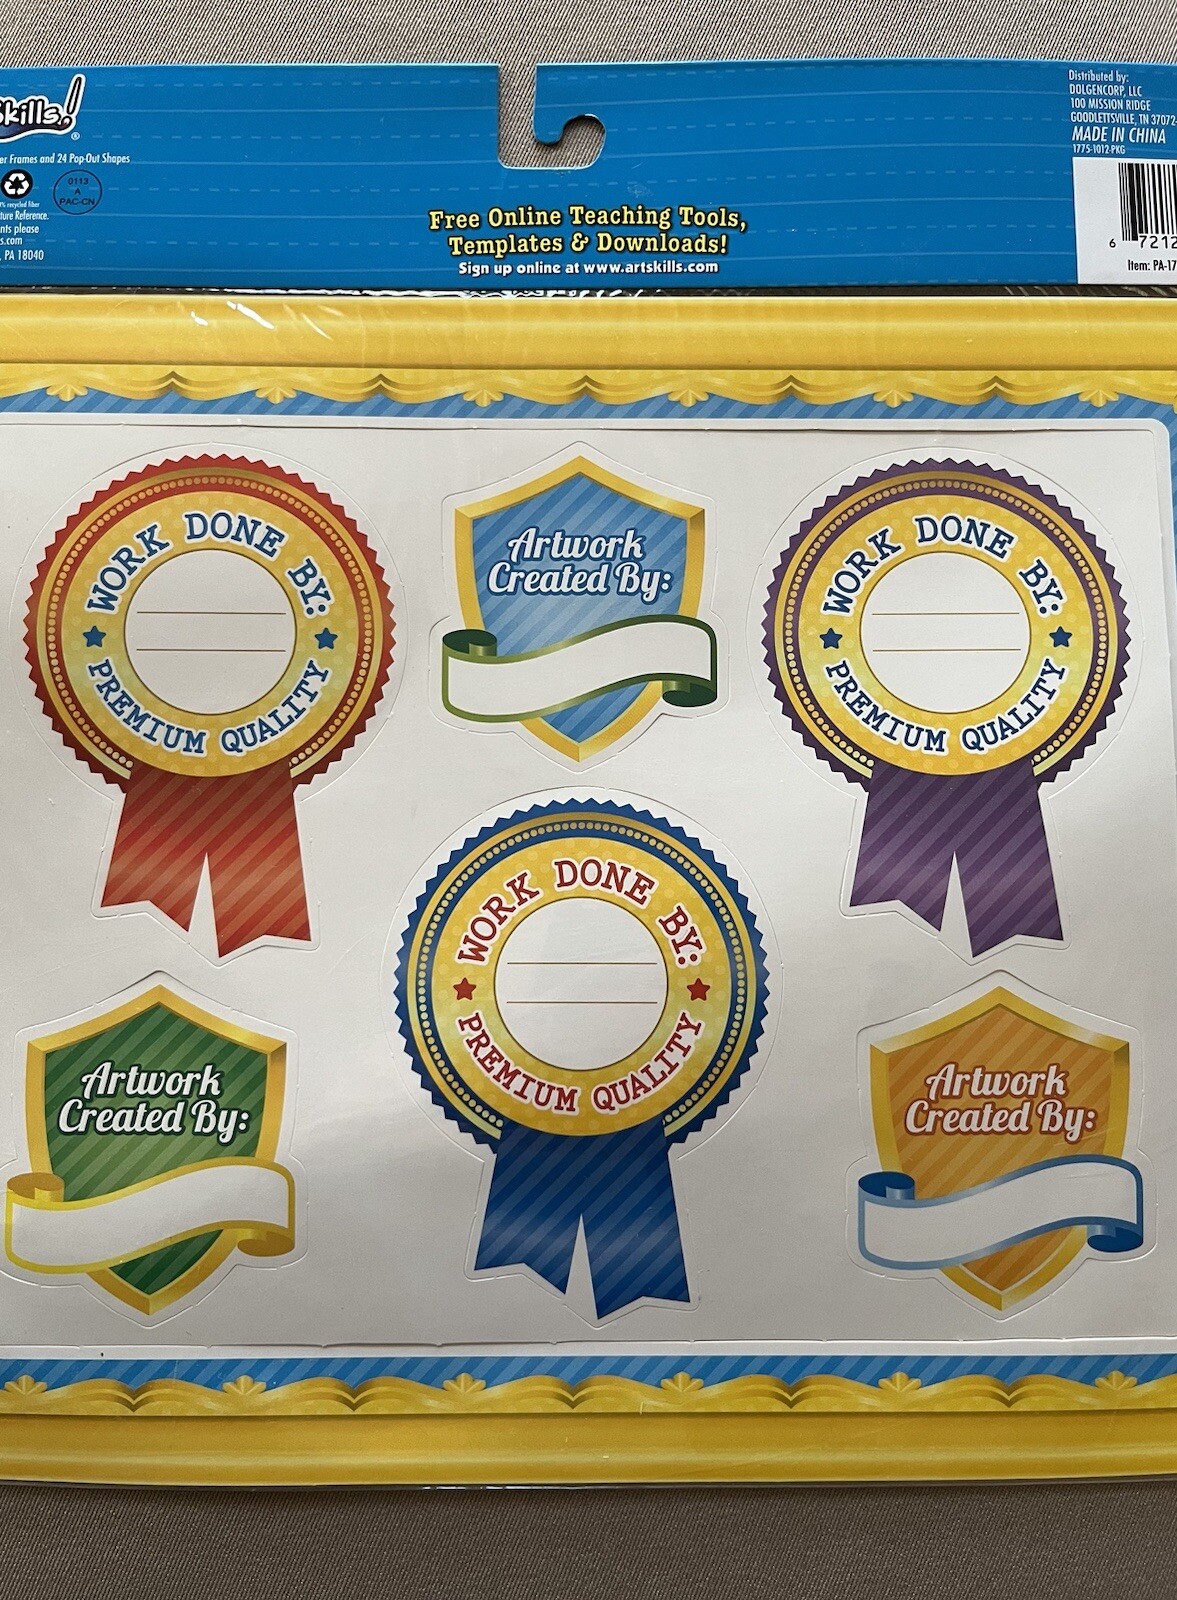 Skills!
®
er Frames and 24 Pop-Out Shapes
0113
A
PAC-CN
% recycled fiber
ture Reference.
nts please
s.com
, PA 18040
Free Online Teaching Tools,
Templates & Downloads!
Sign up online at www.artskills.com
Distributed by:
DOLGENCORP, LLC
100 MISSION RIDGE
GOODLETTSVILLE, TN 37072-
MADE IN CHINA
1775-1012-PKG
6 7212
Item: PA-17
WORK DONE BY:
PREMIUM QUALITY
Artwork
Created By:
WORK DONE BY:
PREMIUM QUALITY
WORK DONE BY:
PREMIUM QUALITY
Artwork
Created By:
Artwork
Created By: